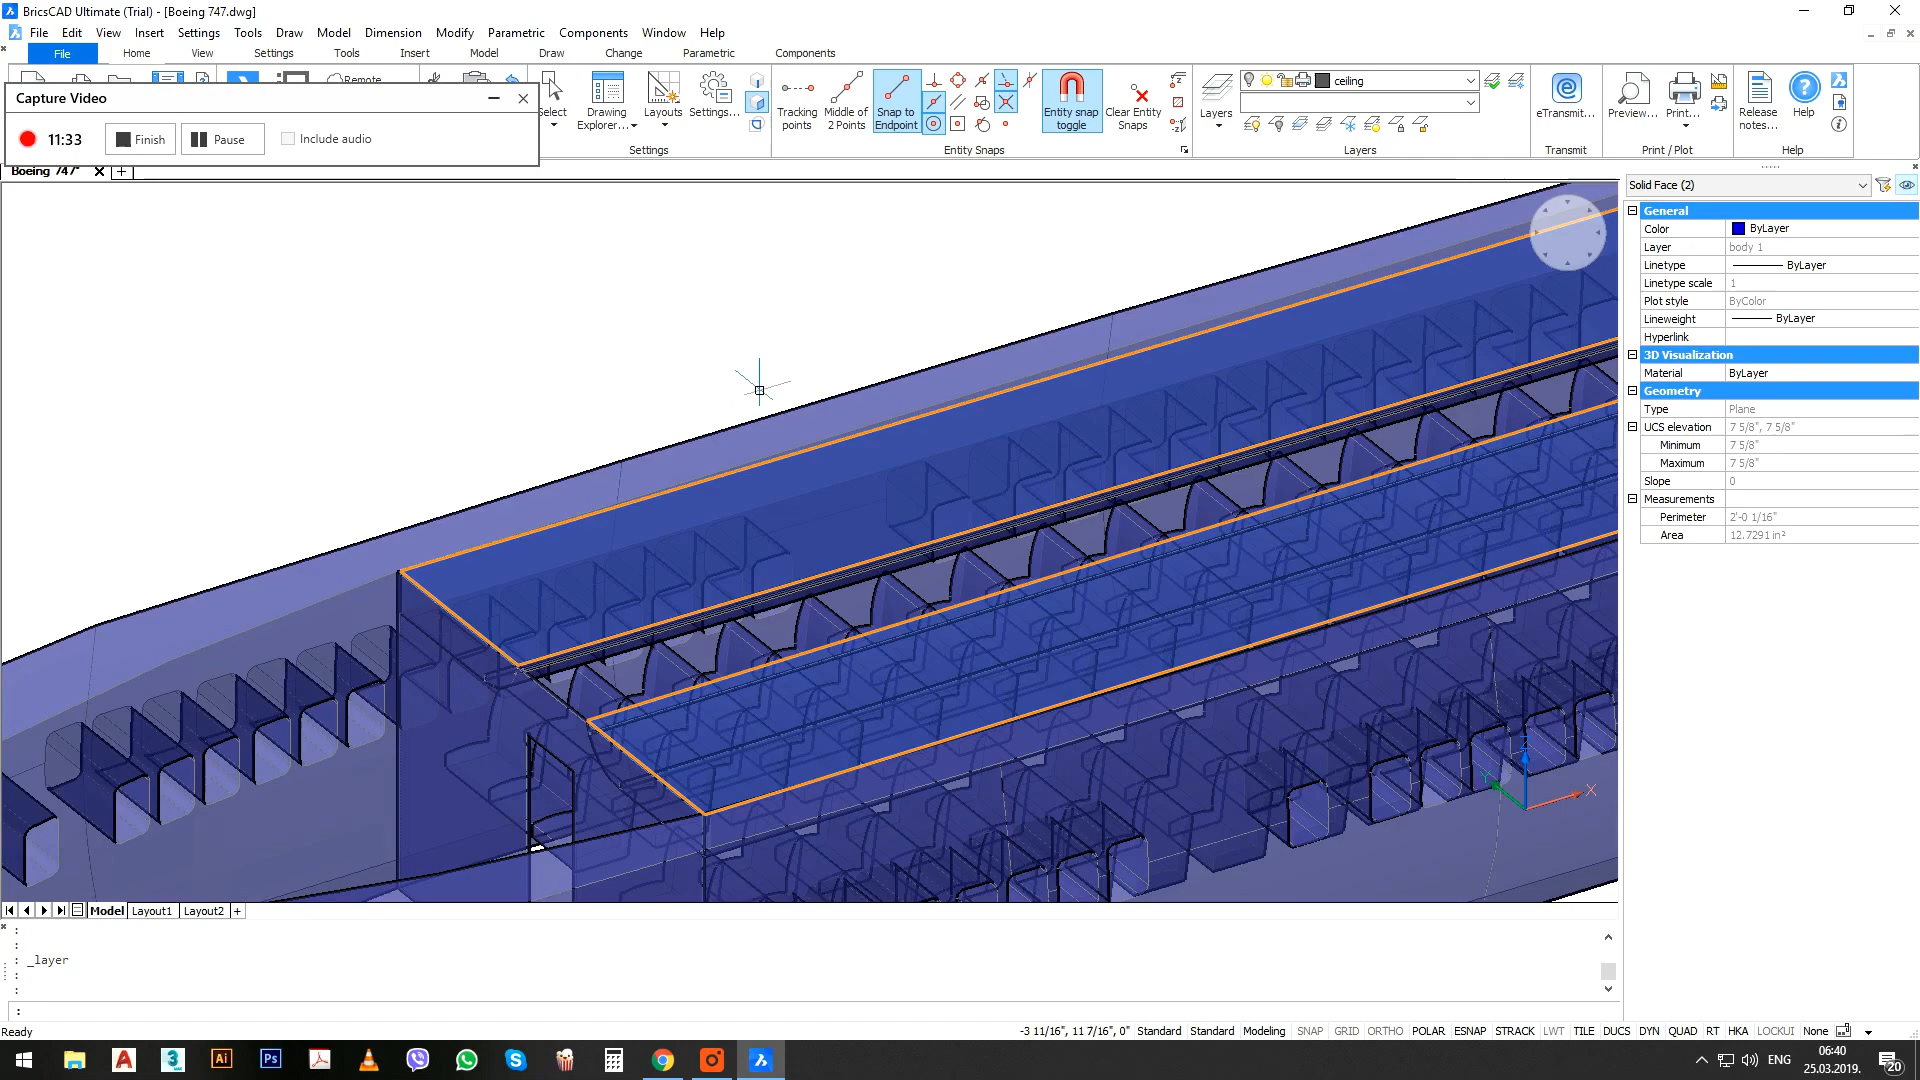 BricsCAD Ultimate (Trial) - [Boeing 747.dwg]
File Edit View Insert Settings Tools Draw Model Dimension Modify Parametric Components Window Help
File Home View Settings Tools Insert Model Draw Change Parametric Components
Remote
Capture Video
11:33 Finish Pause Include audio
Select
Drawing Explorer...
Layouts
Settings...
Settings
Tracking points
Middle of 2 Points
Snap to Endpoint
Entity snap toggle
Clear Entity Snaps
Entity Snaps
Layers
ceiling
Layers
eTransmit...
Transmit
Preview...
Print...
Print / Plot
Release notes...
Help
Help
Boeing 747*
Solid Face (2)
General
Color ByLayer
Layer body 1
Linetype ByLayer
Linetype scale 1
Plot style ByColor
Lineweight ByLayer
Hyperlink
3D Visualization
Material ByLayer
Geometry
Type Plane
UCS elevation 7 5/8", 7 5/8"
Minimum 7 5/8"
Maximum 7 5/8"
Slope 0
Measurements
Perimeter 2'-0 1/16"
Area 12.7291 in²
Z
Y
X
Model Layout1 Layout2 +
:
:
: _layer
:
:
:
Ready
-3 11/16", 11 7/16", 0" Standard Standard Modeling SNAP GRID ORTHO POLAR ESNAP STRACK LWT TILE DUCS DYN QUAD RT HKA LOCKUI None
A 3 Ai Ps
ENG
06:40
25.03.2019.
20